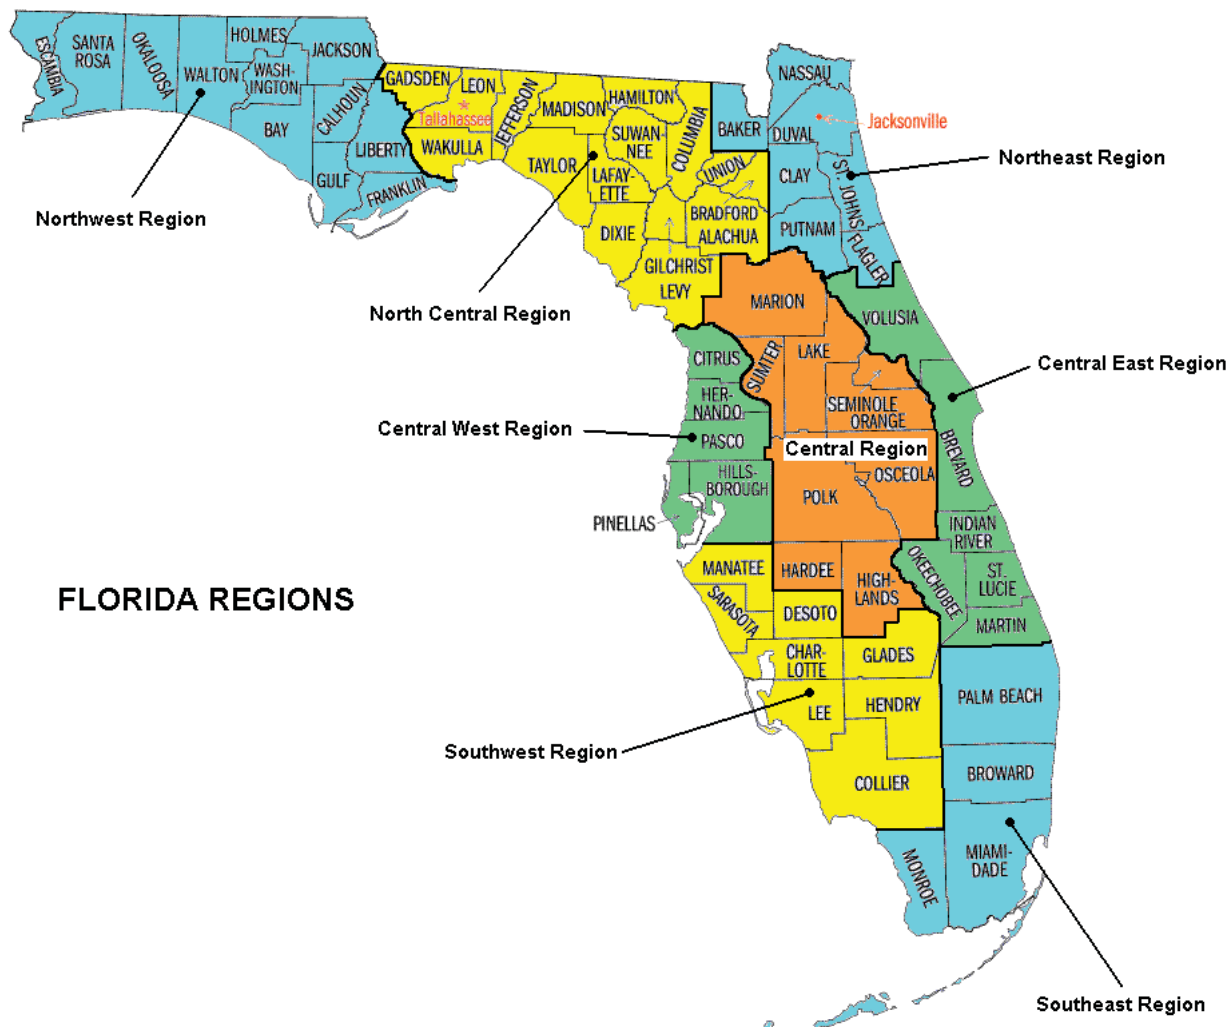 ESCAMBIA
SANTA
ROSA
OKALOOSA
WALTON
HOLMES
WASH-
INGTON
JACKSON
BAY
CALHOUN
GULF
LIBERTY
FRANKLIN
Northwest Region
GADSDEN
LEON
Tallahassee
WAKULLA
JEFFERSON
MADISON
HAMILTON
TAYLOR
SUWAN-
NEE
LAFAY-
ETTE
COLUMBIA
UNION
BRADFORD
ALACHUA
DIXIE
GILCHRIST
LEVY
North Central Region
NASSAU
BAKER
DUVAL
Jacksonville
CLAY
ST. JOHNS
PUTNAM
FLAGLER
Northeast Region
MARION
SUMTER
LAKE
SEMINOLE
ORANGE
Central Region
OSCEOLA
POLK
HARDEE
HIGH-
LANDS
VOLUSIA
BREVARD
INDIAN
RIVER
OKEECHOBEE
ST.
LUCIE
MARTIN
Central East Region
CITRUS
HER-
NANDO
PASCO
HILLS-
BOROUGH
PINELLAS
Central West Region
FLORIDA REGIONS
MANATEE
SARASOTA
DESOTO
CHAR-
LOTTE
GLADES
LEE
HENDRY
COLLIER
Southwest Region
PALM BEACH
BROWARD
MIAMI-
DADE
MONROE
Southeast Region